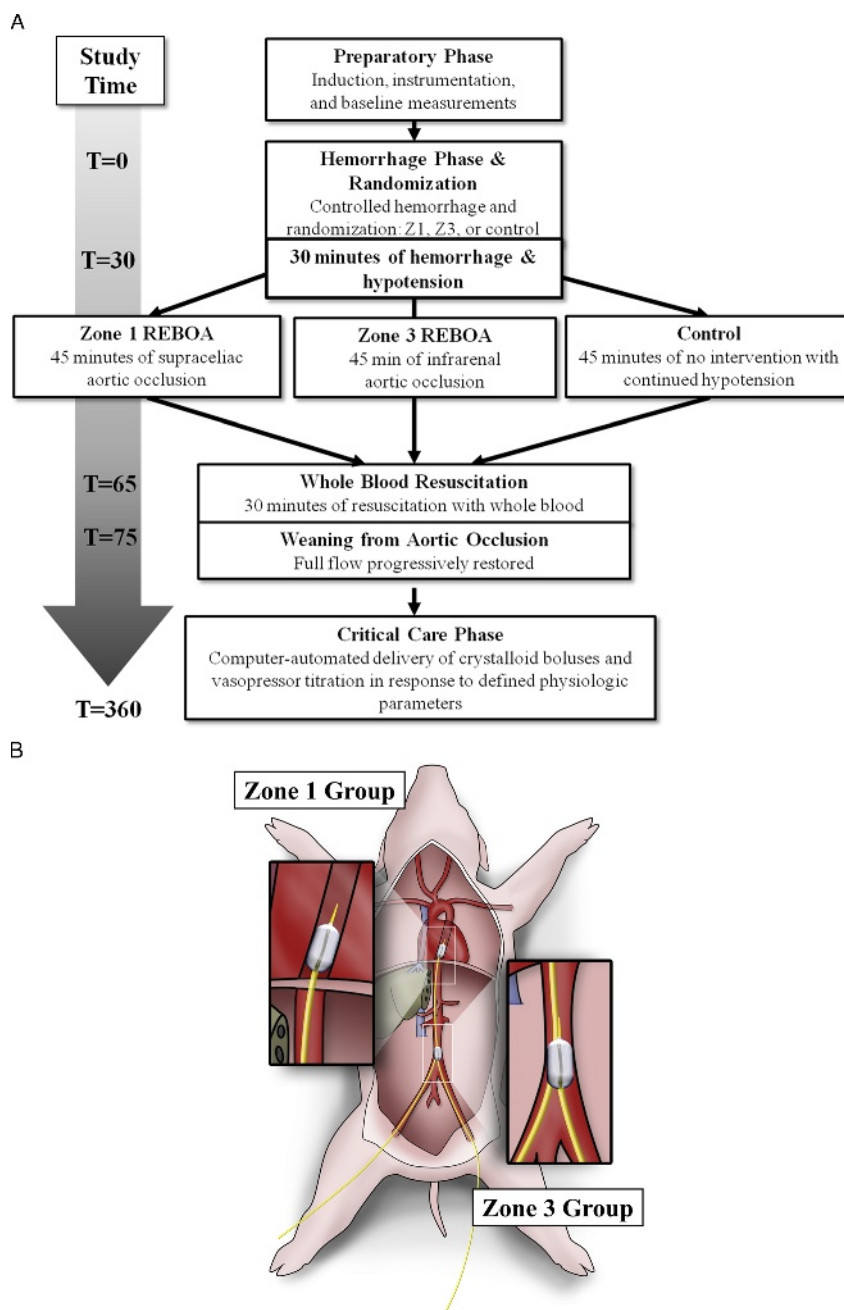 A
Study
Time
Preparatory Phase
Induction, instrumentation,
and baseline measurements
T=0
Hemorrhage Phase &
Randomization
Controlled hemorrhage and
randomization: Z1, Z3, or control
T=30
30 minutes of hemorrhage &
hypotension
Zone 1 REBOA
45 minutes of supraceliac
aortic occlusion
Zone 3 REBOA
45 min of infrarenal
aortic occlusion
Control
45 minutes of no intervention with
continued hypotension
T=65
Whole Blood Resuscitation
30 minutes of resuscitation with whole blood
T=75
Weaning from Aortic Occlusion
Full flow progressively restored
Critical Care Phase
Computer-automated delivery of crystalloid boluses and
vasopressor titration in response to defined physiologic
parameters
T=360
B
Zone 1 Group
Zone 3 Group